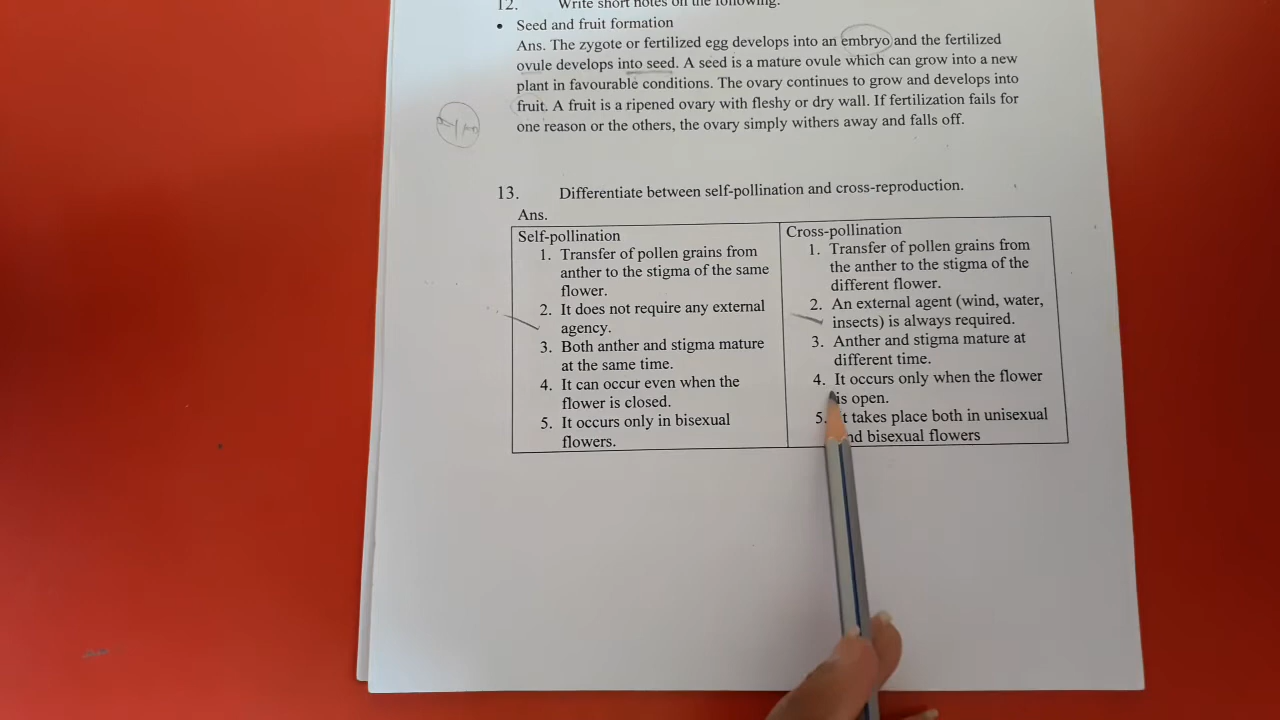 12. Write short notes on the following:
• Seed and fruit formation
Ans. The zygote or fertilized egg develops into an embryo and the fertilized
ovule develops into seed. A seed is a mature ovule which can grow into a new
plant in favourable conditions. The ovary continues to grow and develops into
fruit. A fruit is a ripened ovary with fleshy or dry wall. If fertilization fails for
one reason or the others, the ovary simply withers away and falls off.
13. Differentiate between self-pollination and cross-reproduction.
Ans.
Self-pollination
1. Transfer of pollen grains from
anther to the stigma of the same
flower.
2. It does not require any external
agency.
3. Both anther and stigma mature
at the same time.
4. It can occur even when the
flower is closed.
5. It occurs only in bisexual
flowers.
Cross-pollination
1. Transfer of pollen grains from
the anther to the stigma of the
different flower.
2. An external agent (wind, water,
insects) is always required.
3. Anther and stigma mature at
different time.
4. It occurs only when the flower
is open.
5. It takes place both in unisexual
and bisexual flowers